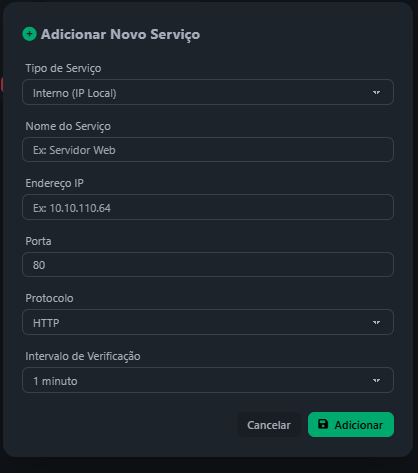 Adicionar Novo Serviço
Tipo de Serviço
Interno (IP Local)
Nome do Serviço
Ex: Servidor Web
Endereço IP
Ex: 10.10.110.64
Porta
80
Protocolo
HTTP
Intervalo de Verificação
1 minuto
Cancelar Adicionar